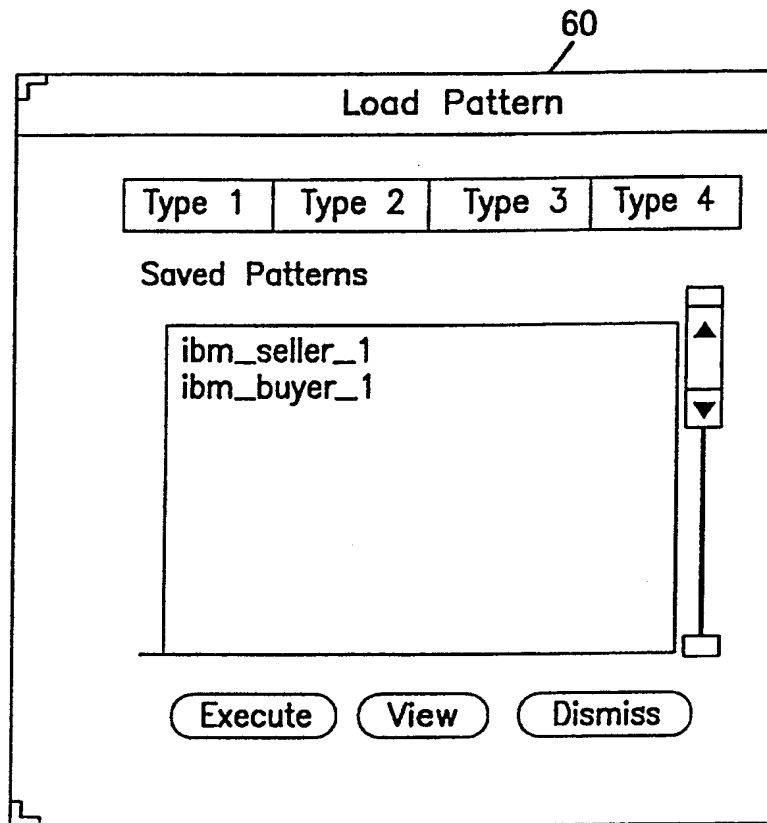 60
Load Pattern
Type 1 Type 2 Type 3 Type 4
Saved Patterns
ibm_seller_1
ibm_buyer_1
Execute View Dismiss